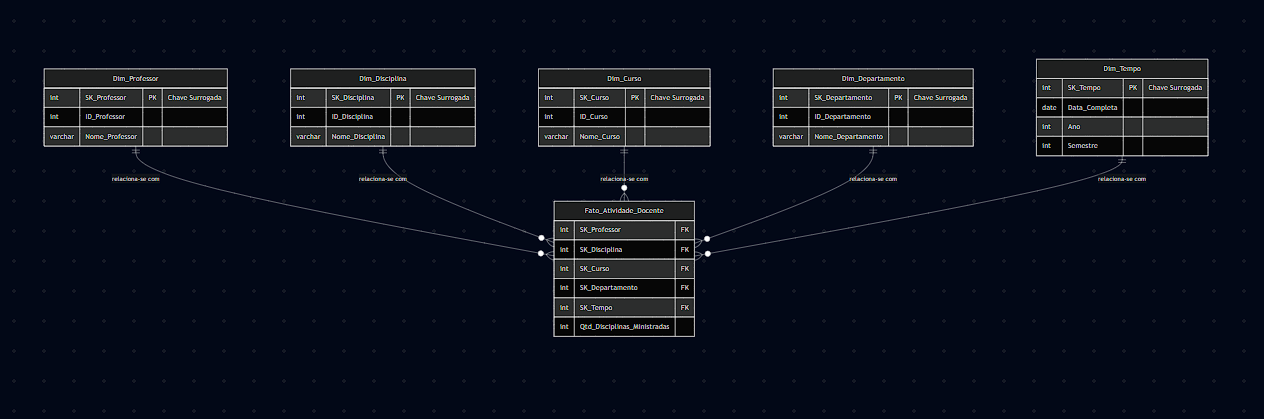 Dim_Professor
int SK_Professor PK Chave Surrogada
int ID_Professor
varchar Nome_Professor
Dim_Disciplina
int SK_Disciplina PK Chave Surrogada
int ID_Disciplina
varchar Nome_Disciplina
Dim_Curso
int SK_Curso PK Chave Surrogada
int ID_Curso
varchar Nome_Curso
Dim_Departamento
int SK_Departamento PK Chave Surrogada
int ID_Departamento
varchar Nome_Departamento
Dim_Tempo
int SK_Tempo PK Chave Surrogada
date Data_Completa
int Ano
int Semestre
relaciona-se com
relaciona-se com
relaciona-se com
relaciona-se com
relaciona-se com
Fato_Atividade_Docente
int SK_Professor FK
int SK_Disciplina FK
int SK_Curso FK
int SK_Departamento FK
int SK_Tempo FK
int Qtd_Disciplinas_Ministradas